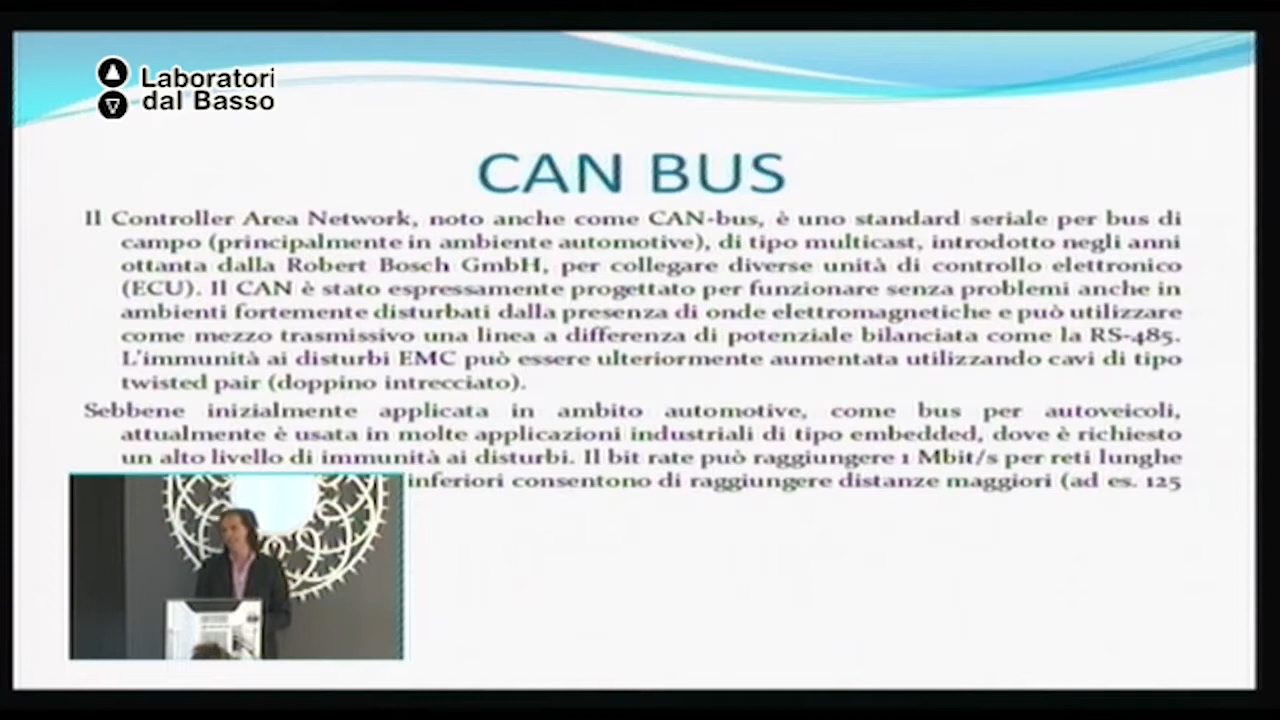 Laboratori
dal Basso
CAN BUS
Il Controller Area Network, noto anche come CAN-bus, è uno standard seriale per bus di
campo (principalmente in ambiente automotive), di tipo multicast, introdotto negli anni
ottanta dalla Robert Bosch GmbH, per collegare diverse unità di controllo elettronico
(ECU). Il CAN è stato espressamente progettato per funzionare senza problemi anche in
ambienti fortemente disturbati dalla presenza di onde elettromagnetiche e può utilizzare
come mezzo trasmissivo una linea a differenza di potenziale bilanciata come la RS-485.
L'immunità ai disturbi EMC può essere ulteriormente aumentata utilizzando cavi di tipo
twisted pair (doppino intrecciato).
Sebbene inizialmente applicata in ambito automotive, come bus per autoveicoli,
attualmente è usata in molte applicazioni industriali di tipo embedded, dove è richiesto
un alto livello di immunità ai disturbi. Il bit rate può raggiungere 1 Mbit/s per reti lunghe
inferiori consentono di raggiungere distanze maggiori (ad es. 125